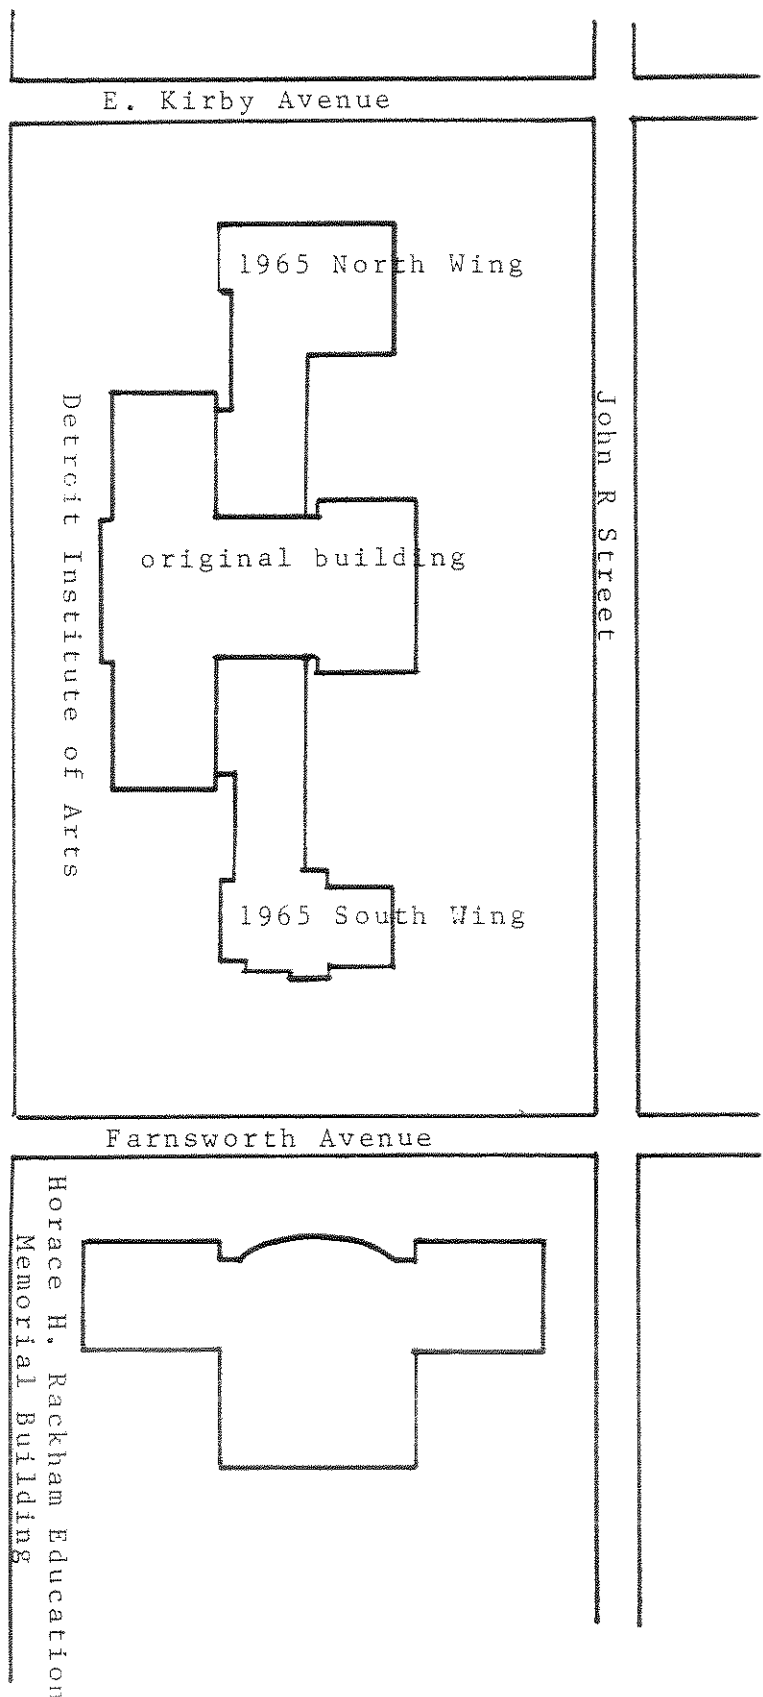 E. Kirby Avenue
1965 North Wing
Detroit Institute of Arts
John R Street
original building
1965 South Wing
Farnsworth Avenue
Horace H. Rackham Education
Memorial Building